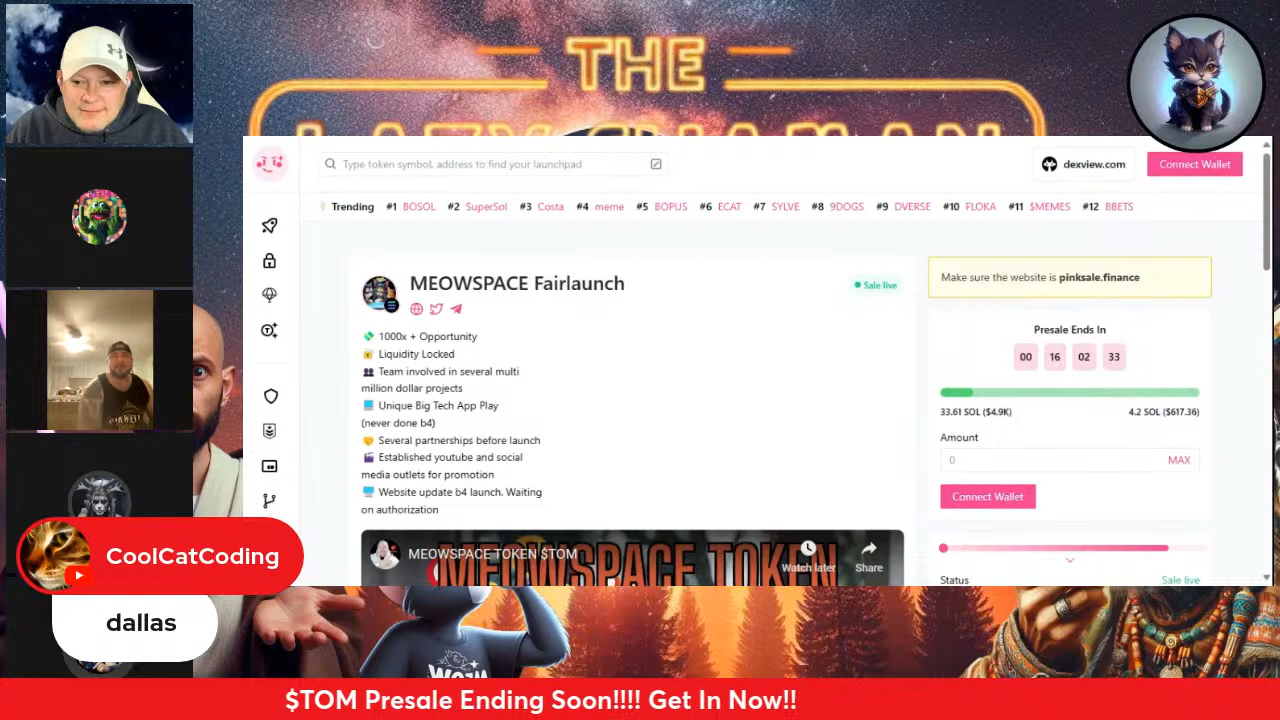 THE
Type token symbol, address to find your launchpad
dexview.com
Connect Wallet
Trending #1 BOSOL #2 SuperSol #3 Costa #4 meme #5 BOPUS #6 ECAT #7 SYLVE #8 9DOGS #9 DVERSE #10 FLOKA #11 $MEMES #12 BBETS
MEOWSPACE Fairlaunch
Sale live
💸 1000x + Opportunity
🔐 Liquidity Locked
👥 Team involved in several multi
million dollar projects
💻 Unique Big Tech App Play
(never done b4)
🤝 Several partnerships before launch
🎬 Established youtube and social
media outlets for promotion
💻 Website update b4 launch. Waiting
on authorization
MEOWSPACE TOKEN $TOM
MEOWSPACE TOKEN
Watch later
Share
Make sure the website is pinksale.finance
Presale Ends In
00 16 02 33
33.61 SOL ($4.9K) 4.2 SOL ($617.36)
Amount
0 MAX
Connect Wallet
Status Sale live
CoolCatCoding
dallas
$TOM Presale Ending Soon!!!! Get In Now!!